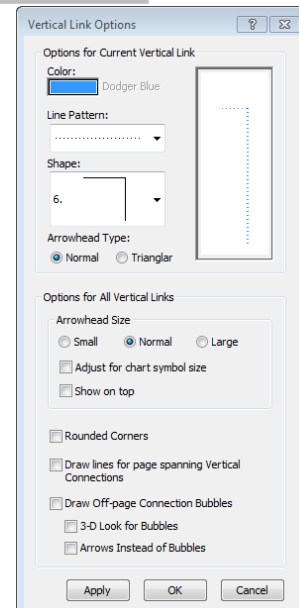 Vertical Link Options
Options for Current Vertical Link
Color:
Dodger Blue
Line Pattern:
Shape:
6.
Arrowhead Type:
Normal Trianglar
Options for All Vertical Links
Arrowhead Size
Small Normal Large
Adjust for chart symbol size
Show on top
Rounded Corners
Draw lines for page spanning Vertical
Connections
Draw Off-page Connection Bubbles
3-D Look for Bubbles
Arrows Instead of Bubbles
Apply OK Cancel